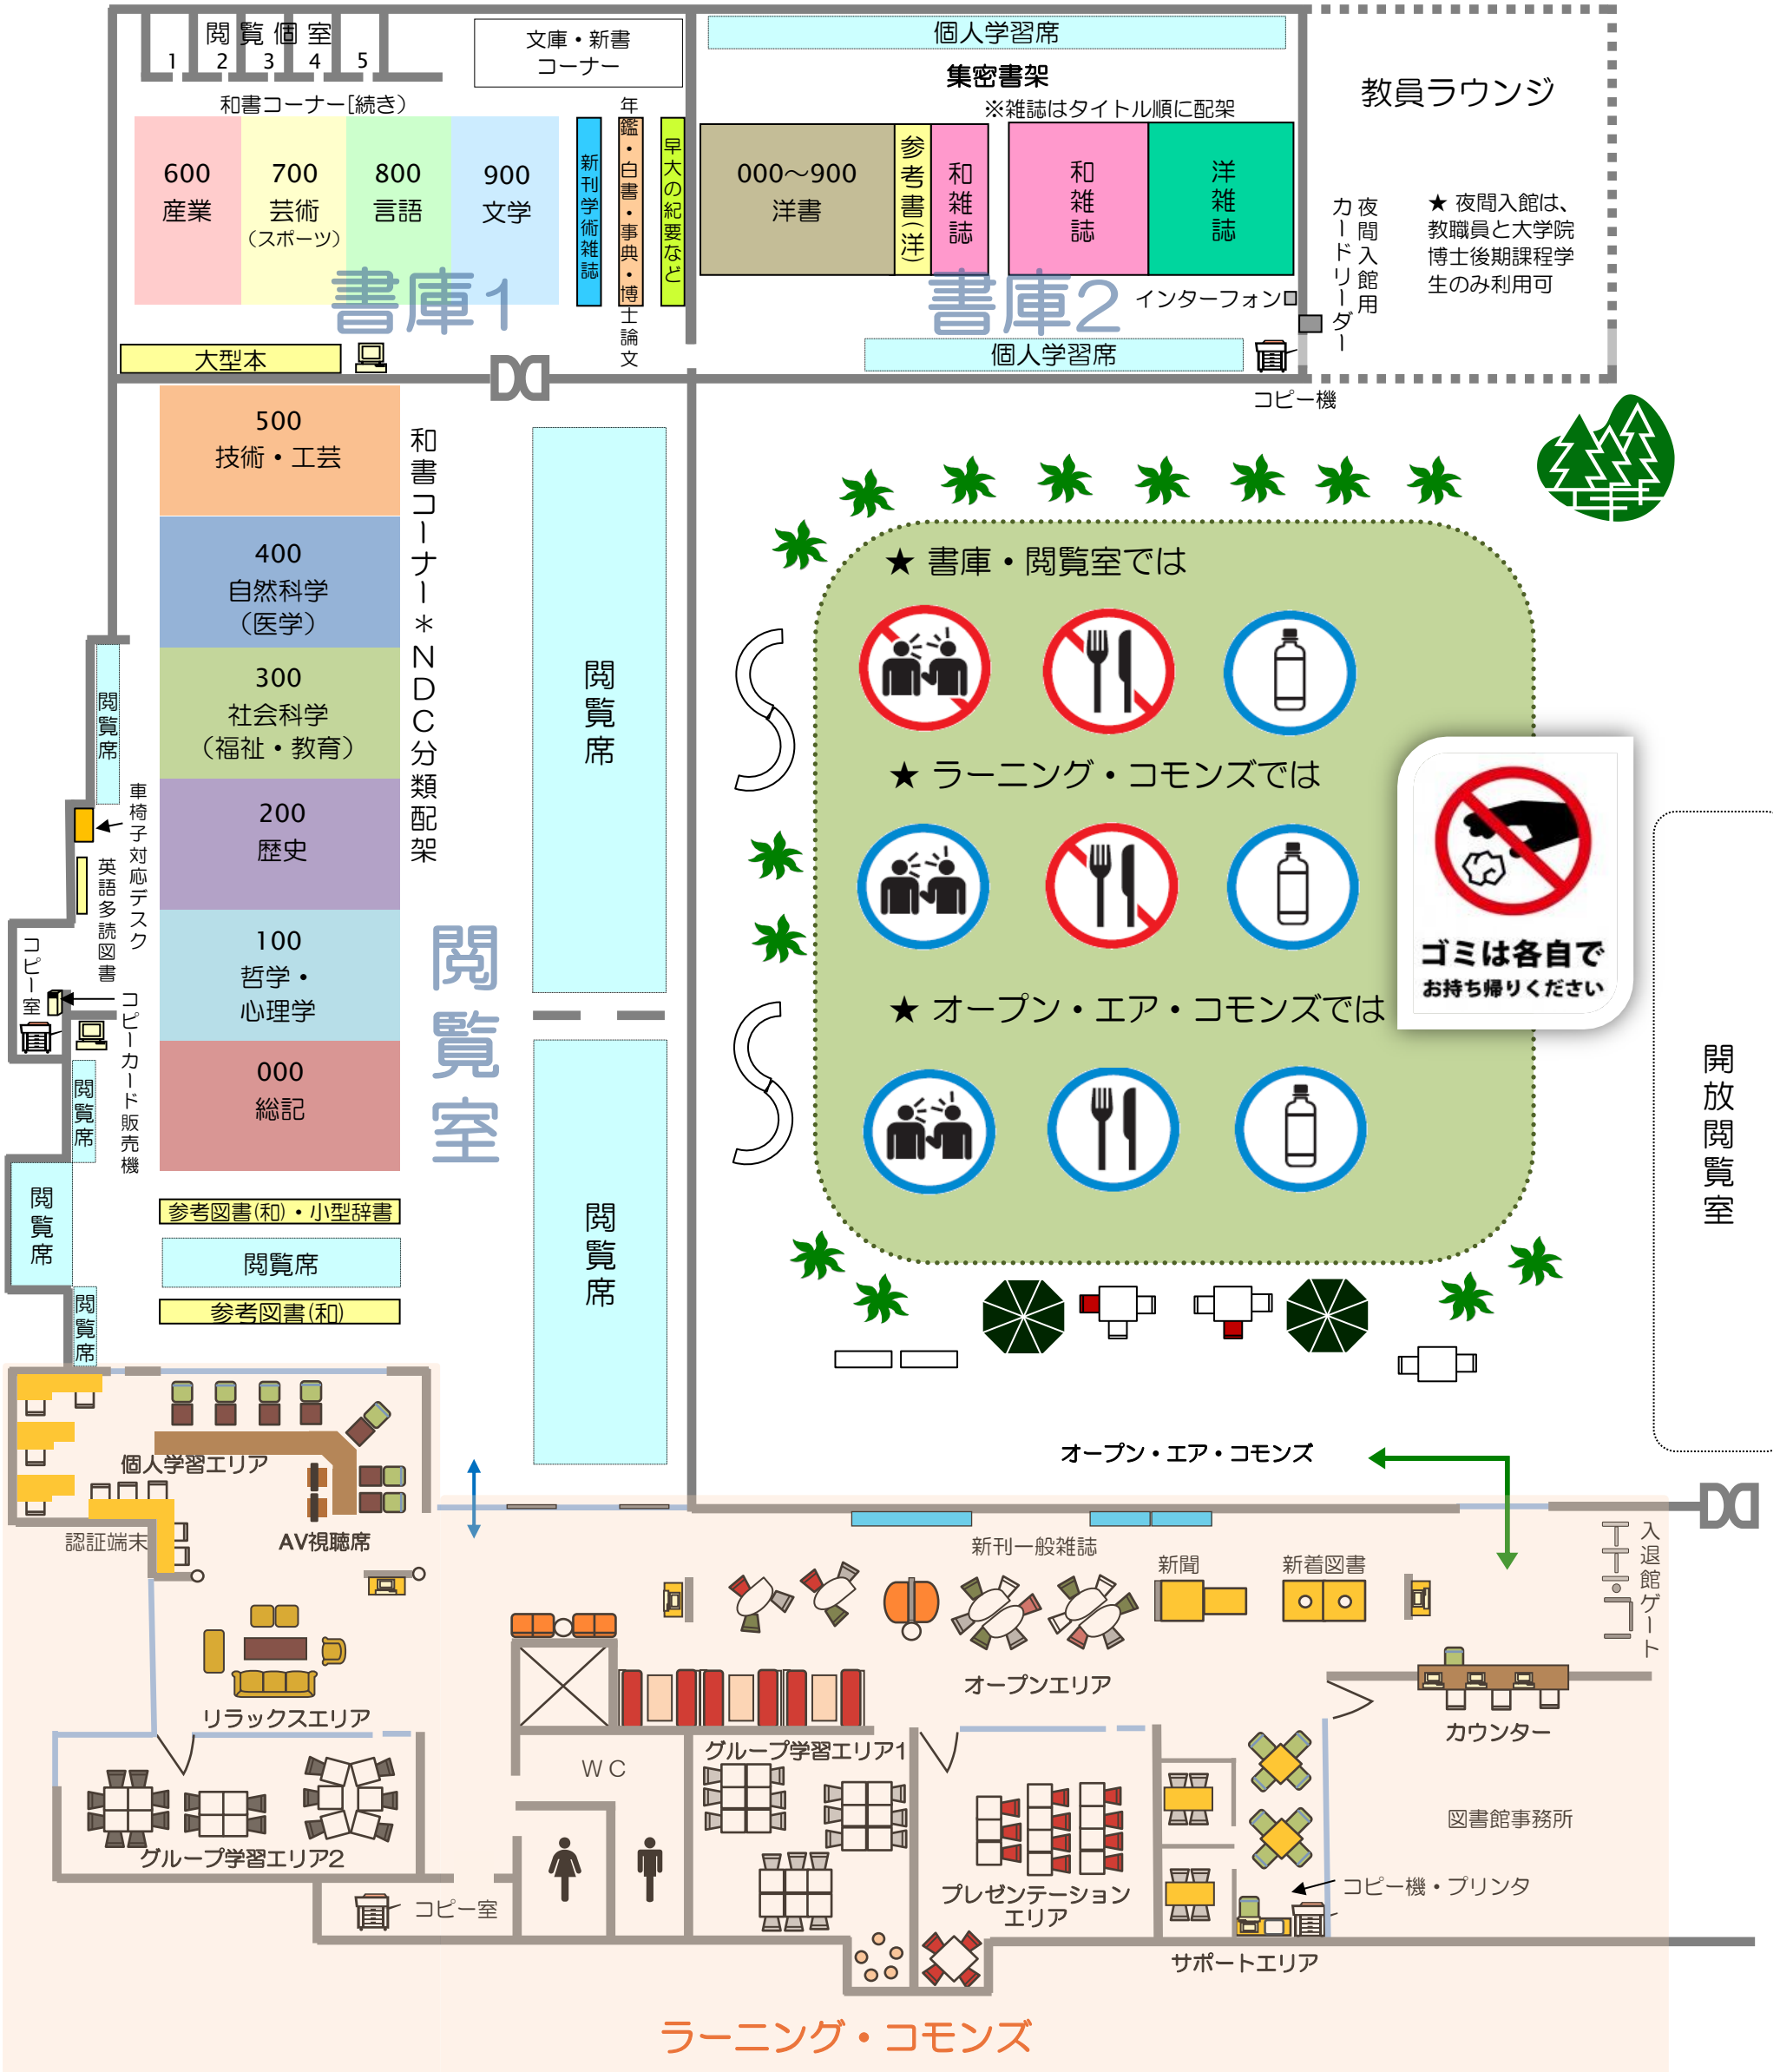 閲覧個室
1 2 3 4 5
文庫・新書
コーナー
和書コーナー[続き）
600
産業
700
芸術
（スポーツ）
800
言語
900
文学
新刊学術雑誌
年鑑・白書・事典・博士論文
早大の紀要など
書庫1
大型本
個人学習席
集密書架
※雑誌はタイトル順に配架
000～900
洋書
参考書(洋)
和雑誌
和雑誌
洋雑誌
書庫2
インターフォン
個人学習席
コピー機
夜間入館用
カードリーダー
教員ラウンジ
★ 夜間入館は、
教職員と大学院
博士後期課程学
生のみ利用可
500
技術・工芸
400
自然科学
（医学）
300
社会科学
（福祉・教育）
200
歴史
100
哲学・
心理学
000
総記
和書コーナー＊NDC分類配架
閲覧室
閲覧席
閲覧席
閲覧席
車椅子対応デスク
英語多読図書
コピー室
コピーカード販売機
閲覧席
閲覧席
閲覧席
参考図書(和)・小型辞書
閲覧席
参考図書(和)
★ 書庫・閲覧室では
★ ラーニング・コモンズでは
★ オープン・エア・コモンズでは
ゴミは各自で
お持ち帰りください
開放閲覧室
オープン・エア・コモンズ
個人学習エリア
認証端末
AV視聴席
新刊一般雑誌
新聞
新着図書
入退館ゲート
オープンエリア
リラックスエリア
カウンター
グループ学習エリア1
WC
図書館事務所
グループ学習エリア2
コピー室
プレゼンテーション
エリア
コピー機・プリンタ
サポートエリア
ラーニング・コモンズ